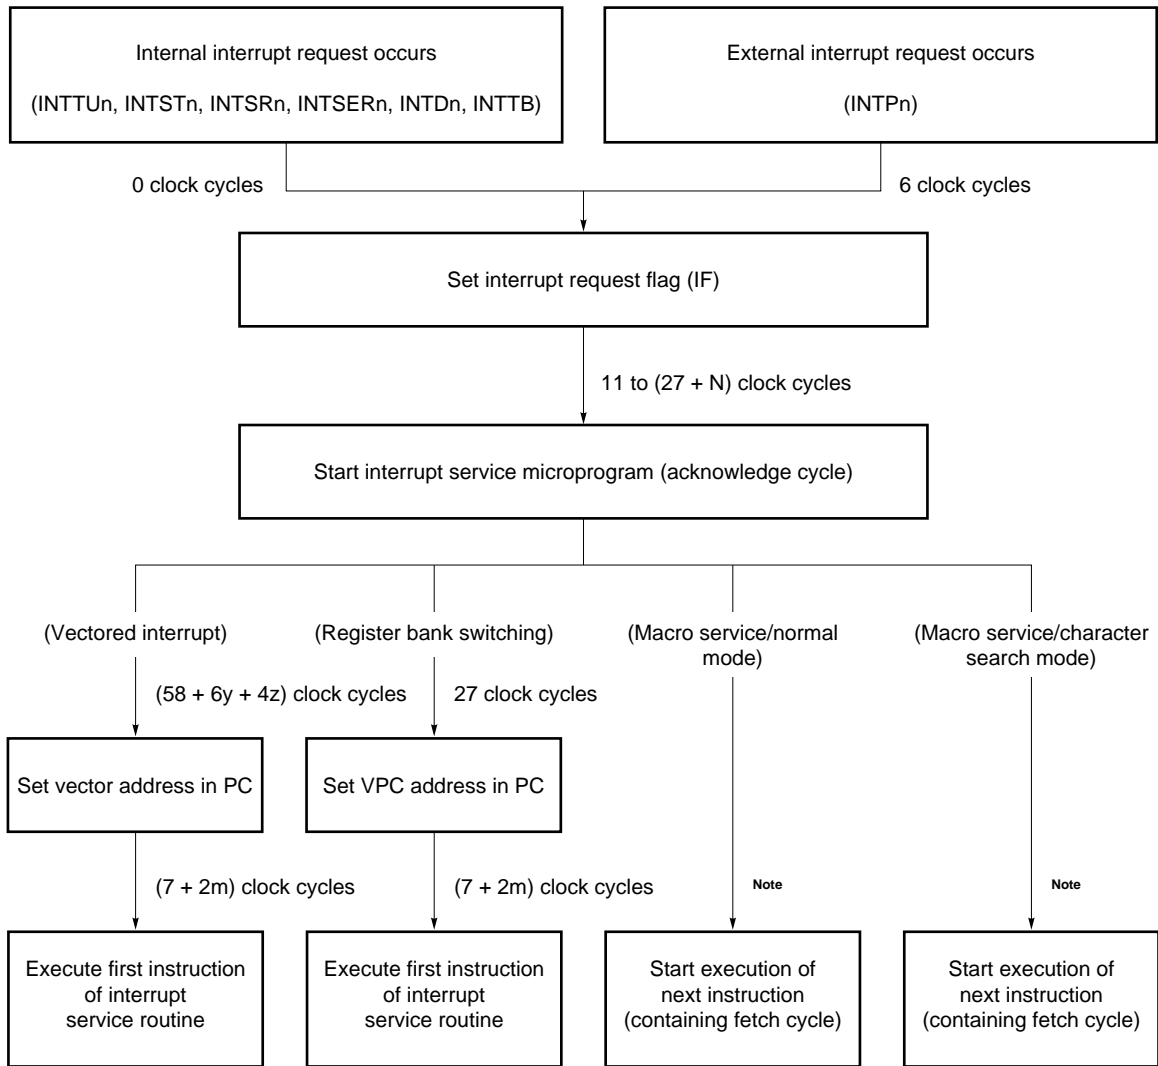 Internal interrupt request occurs
(INTTUn, INTSTn, INTSRn, INTSERn, INTDn, INTTB)
External interrupt request occurs
(INTPn)
0 clock cycles
6 clock cycles
Set interrupt request flag (IF)
11 to (27 + N) clock cycles
Start interrupt service microprogram (acknowledge cycle)
(Vectored interrupt)
(Register bank switching)
(Macro service/normal
mode)
(Macro service/character
search mode)
(58 + 6y + 4z) clock cycles
27 clock cycles
Set vector address in PC
Set VPC address in PC
(7 + 2m) clock cycles
(7 + 2m) clock cycles
Note
Note
Execute first instruction
of interrupt
service routine
Execute first instruction
of interrupt
service routine
Start execution of
next instruction
(containing fetch cycle)
Start execution of
next instruction
(containing fetch cycle)